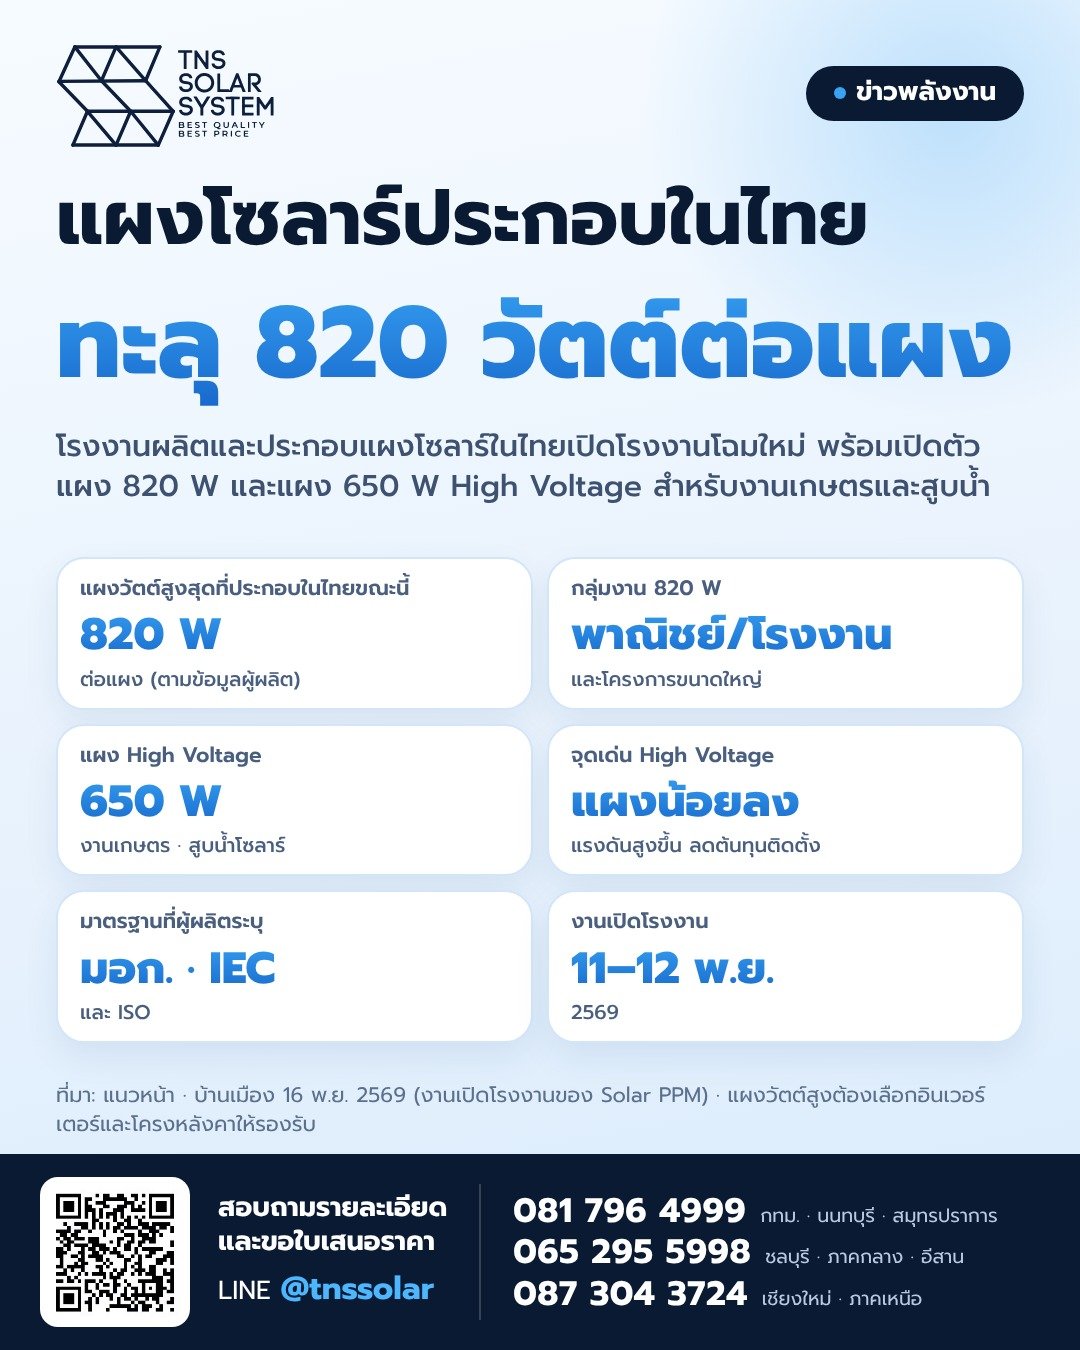 TNS
SOLAR
SYSTEM
BEST QUALITY
BEST PRICE
ข่าวพลังงาน
แผงโซลาร์ประกอบในไทย
ทะลุ 820 วัตต์ต่อแผง
โรงงานผลิตและประกอบแผงโซลาร์ในไทยเปิดโรงงานโฉมใหม่ พร้อมเปิดตัว
แผง 820 W และแผง 650 W High Voltage สำหรับงานเกษตรและสูบน้ำ
แผงวัตต์สูงสุดที่ประกอบในไทยขณะนี้
820 W
ต่อแผง (ตามข้อมูลผู้ผลิต)
กลุ่มงาน 820 W
พาณิชย์/โรงงาน
และโครงการขนาดใหญ่
แผง High Voltage
650 W
งานเกษตร · สูบน้ำโซลาร์
จุดเด่น High Voltage
แผงน้อยลง
แรงดันสูงขึ้น ลดต้นทุนติดตั้ง
มาตรฐานที่ผู้ผลิตระบุ
มอก. · IEC
และ ISO
งานเปิดโรงงาน
11–12 พ.ย.
2569
ที่มา: แนวหน้า · บ้านเมือง 16 พ.ย. 2569 (งานเปิดโรงงานของ Solar PPM) · แผงวัตต์สูงต้องเลือกอินเวอร์
เตอร์และโครงหลังคาให้รองรับ
สอบถามรายละเอียด
และขอใบเสนอราคา
LINE @tnssolar
081 796 4999 กทม. · นนทบุรี · สมุทรปราการ
065 295 5998 ชลบุรี · ภาคกลาง · อีสาน
087 304 3724 เชียงใหม่ · ภาคเหนือ